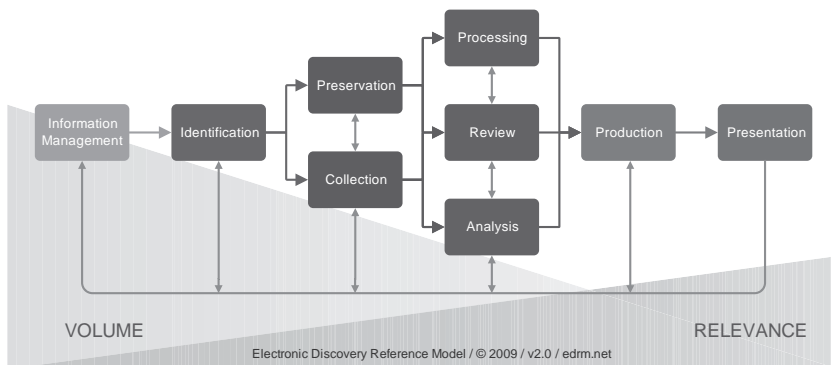 Processing
Preservation
Information
Management
Identification
Review
Production
Presentation
Collection
Analysis
VOLUME
RELEVANCE
Electronic Discovery Reference Model / © 2009 / v2.0 / edrm.net